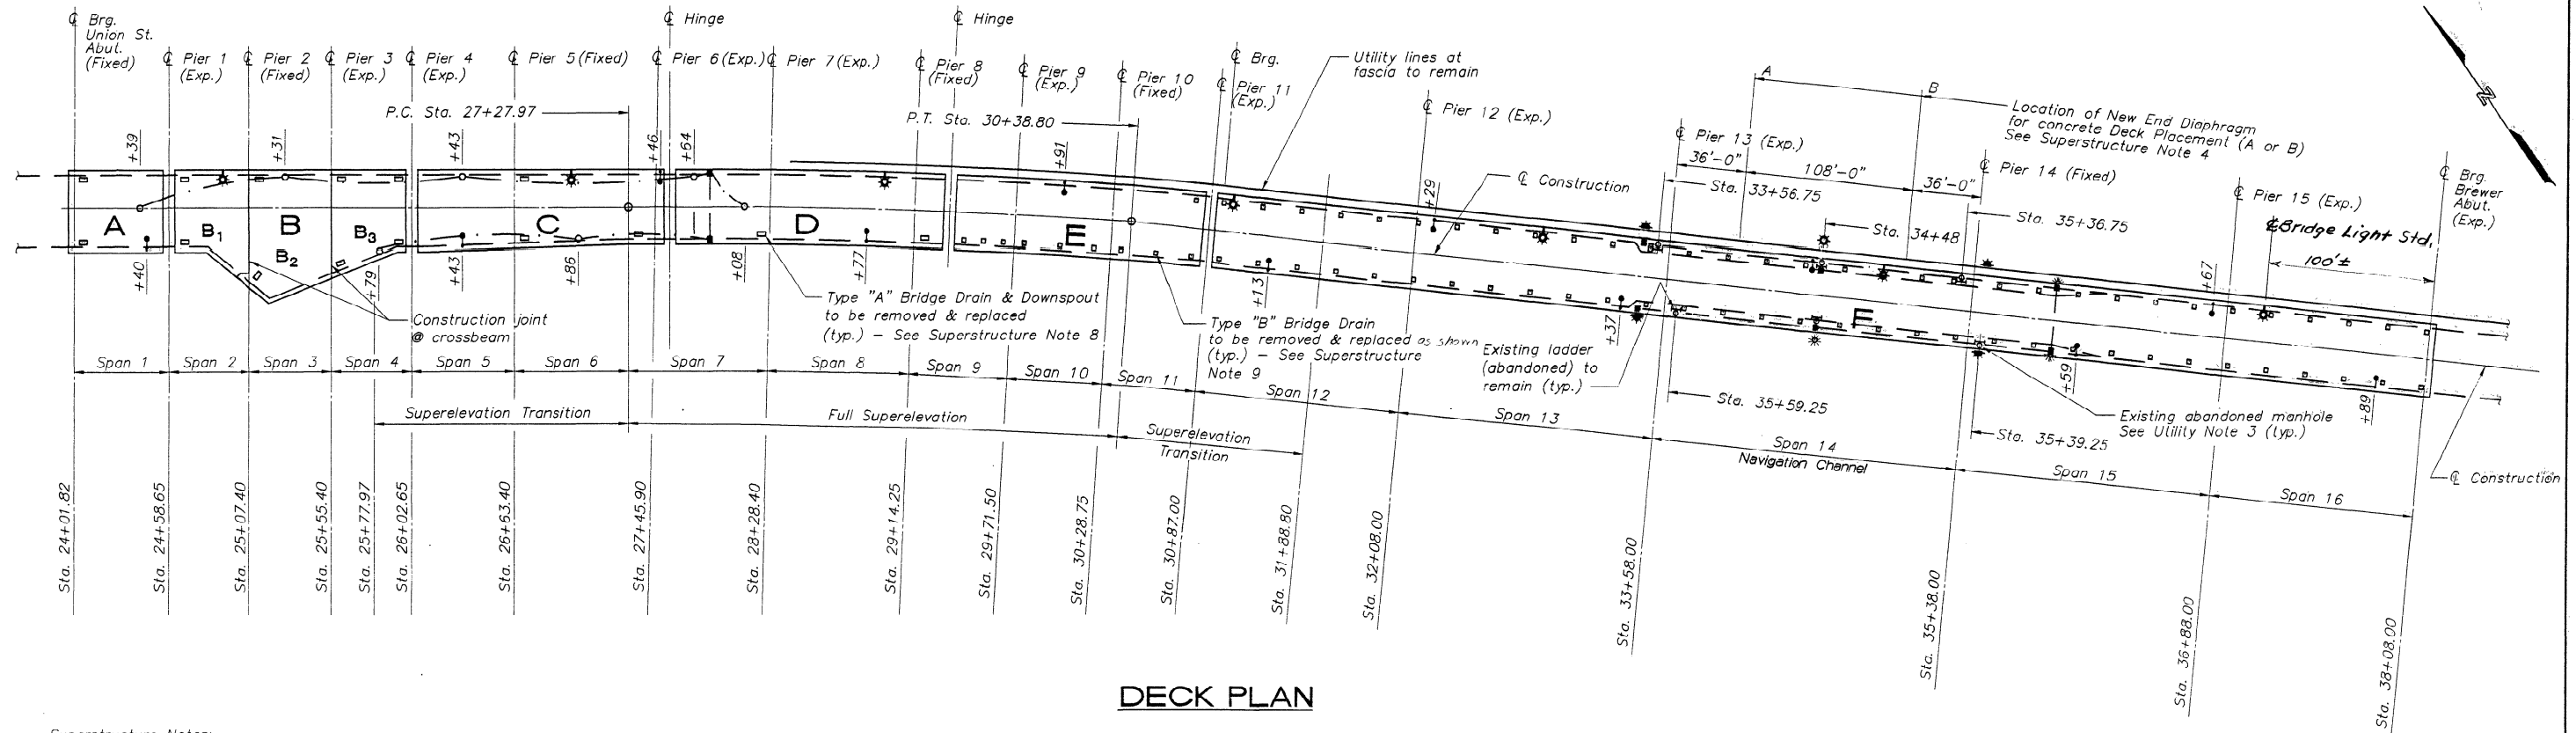 ℄ Brg.
Union St.
Abut.
(Fixed)
℄ Pier 1
(Exp.)
℄ Pier 2
(Fixed)
℄ Pier 3
(Exp.)
℄ Pier 4
(Exp.)
℄ Pier 5 (Fixed)
℄ Hinge
℄ Pier 6 (Exp.)
℄ Pier 7 (Exp.)
℄ Pier 8
(Fixed)
℄ Hinge
℄ Pier 9
(Exp.)
℄ Pier 10
(Fixed)
℄ Brg.
℄ Pier 11
(Exp.)
Utility lines at
fascia to remain
℄ Pier 12 (Exp.)
℄ Pier 13 (Exp.)
A
B
Location of New End Diaphragm
for concrete Deck Placement (A or B)
See Superstructure Note 4
36'-0"
108'-0"
36'-0"
℄ Pier 14 (Fixed)
℄ Pier 15 (Exp.)
℄ Brg.
Brewer
Abut.
(Exp.)
N
P.C. Sta. 27+27.97
P.T. Sta. 30+38.80
℄ Construction
Sta. 33+56.75
Sta. 34+48
Sta. 35+36.75
℄Bridge Light Std.
100'±
+39
+31
+43
+46
+64
+91
+29
+67
A
B1
B
B2
B3
C
D
E
F
+40
+79
+43
+86
+08
+77
+13
+37
+59
+89
Construction joint
@ crossbeam
Type "A" Bridge Drain & Downspout
to be removed & replaced
(typ.) - See Superstructure Note 8
Type "B" Bridge Drain
to be removed & replaced as shown
(typ.) - See Superstructure
Note 9
Existing ladder
(abandoned) to
remain (typ.)
Sta. 35+59.25
Sta. 35+39.25
Existing abandoned manhole
See Utility Note 3 (typ.)
℄ Construction
Span 1
Span 2
Span 3
Span 4
Span 5
Span 6
Span 7
Span 8
Span 9
Span 10
Span 11
Span 12
Span 13
Span 14
Navigation Channel
Span 15
Span 16
Superelevation Transition
Full Superelevation
Superelevation
Transition
Sta. 24+01.82
Sta. 24+58.65
Sta. 25+07.40
Sta. 25+55.40
Sta. 25+77.97
Sta. 26+02.65
Sta. 26+63.40
Sta. 27+45.90
Sta. 28+28.40
Sta. 29+14.25
Sta. 29+71.50
Sta. 30+28.75
Sta. 30+87.00
Sta. 31+88.80
Sta. 32+08.00
Sta. 33+58.00
Sta. 35+38.00
Sta. 36+88.00
Sta. 38+08.00
DECK PLAN